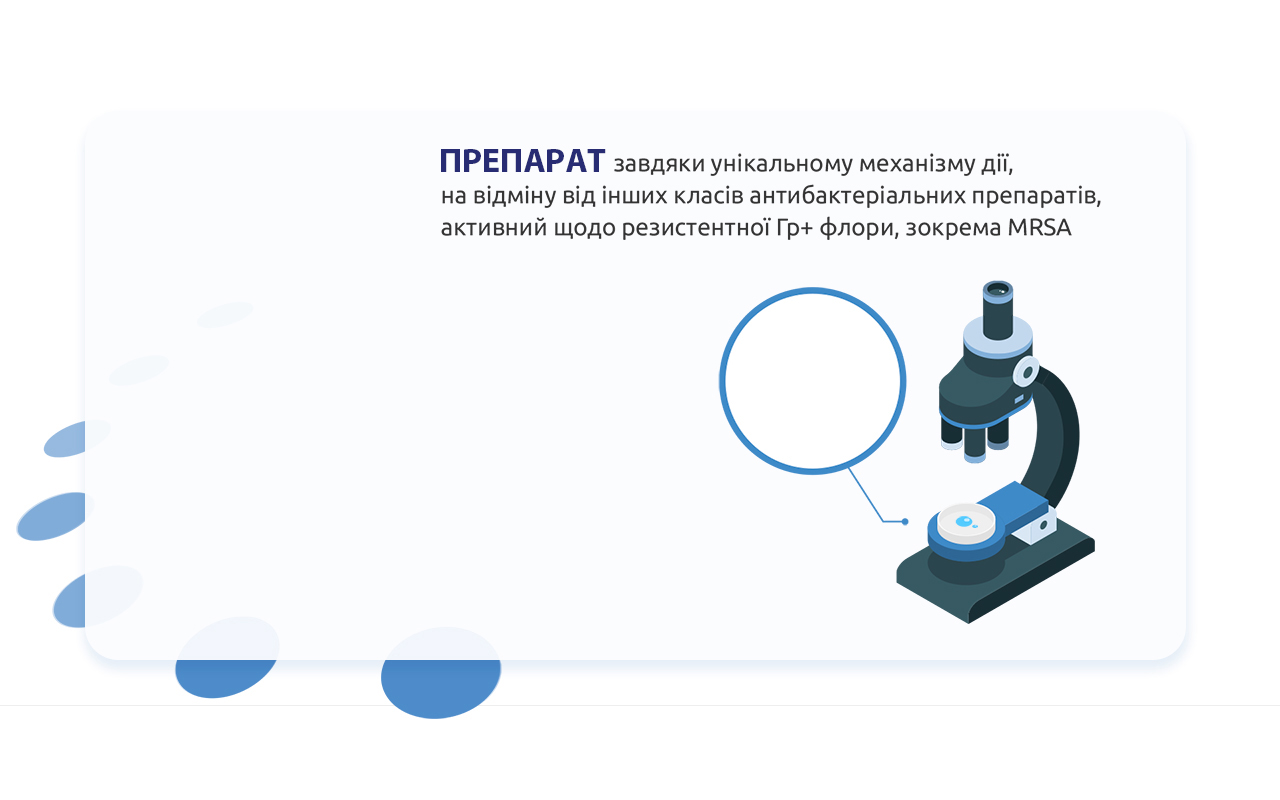 ПРЕПАРАТ завдяки унікальному механізму дії,
на відміну від інших класів антибактеріальних препаратів,
активний щодо резистентної Гр+ флори, зокрема MRSA